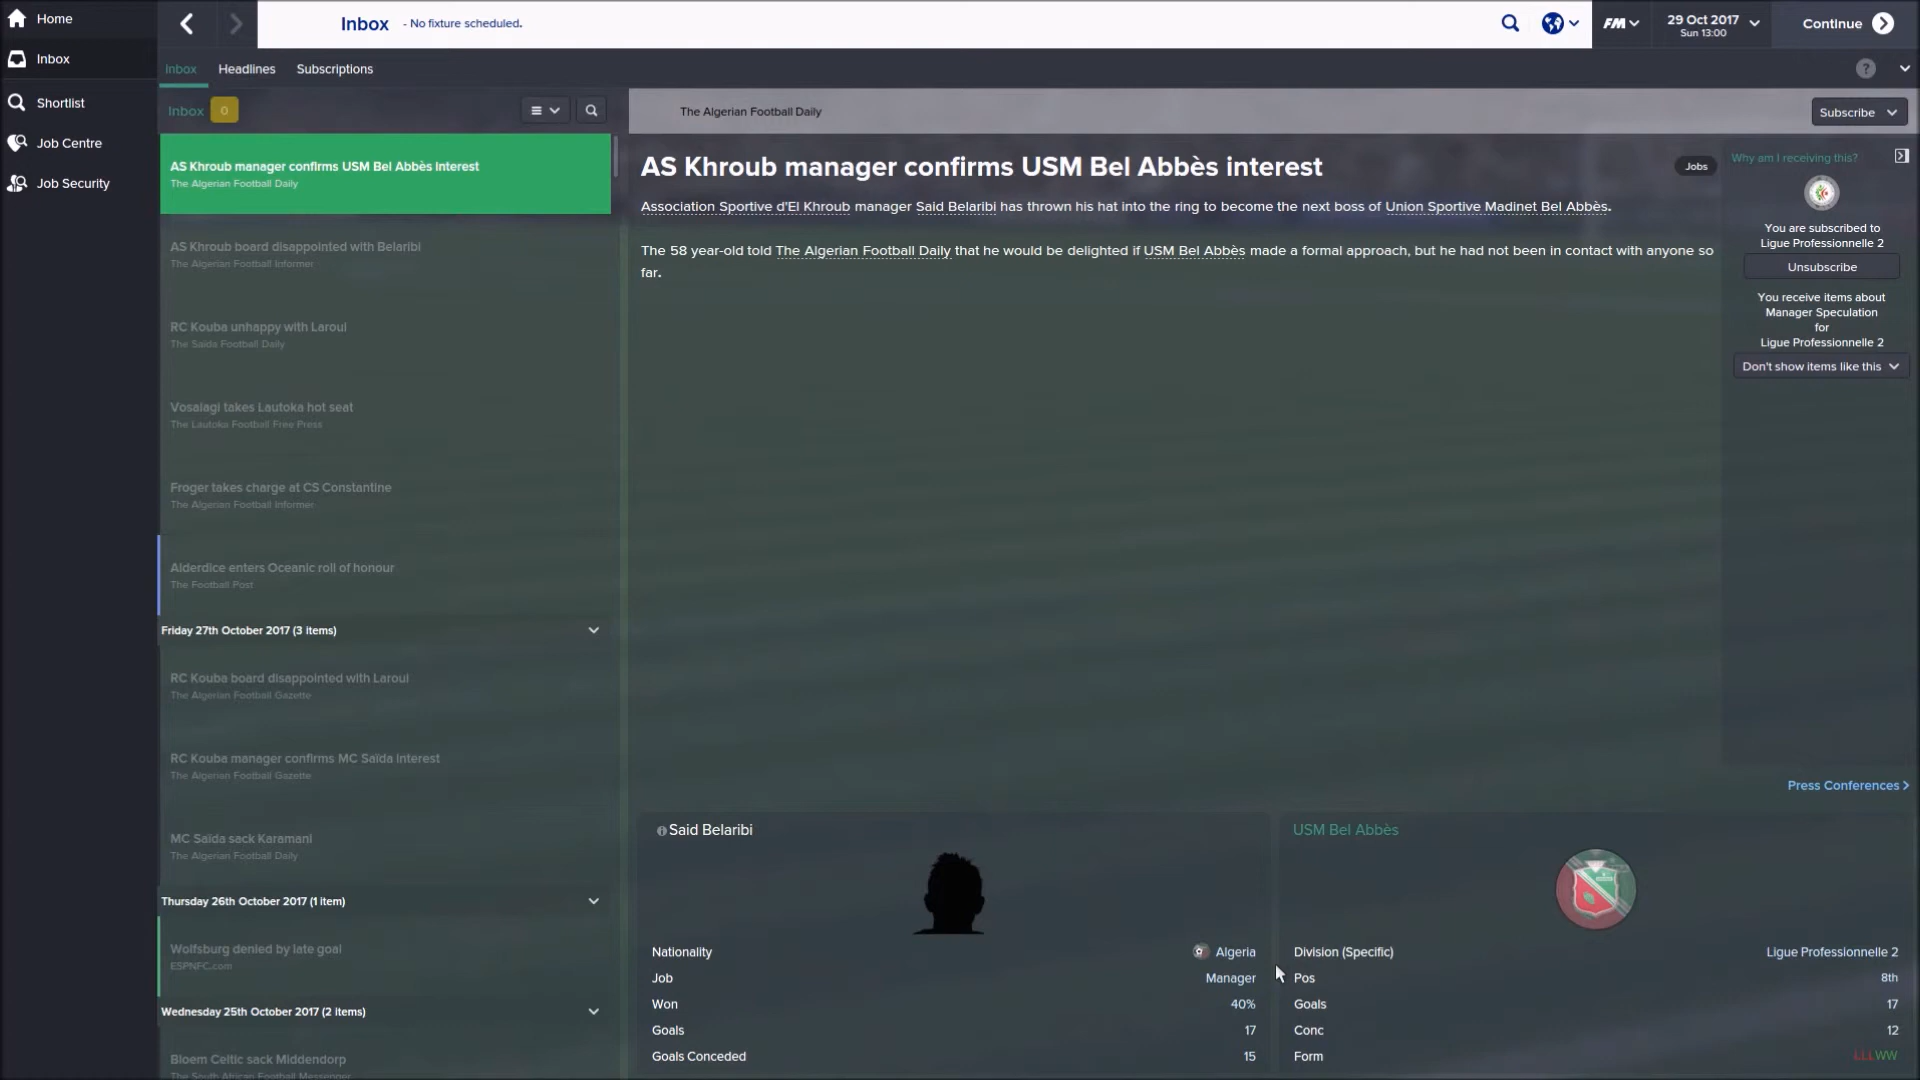 Home
Inbox
Shortlist
Job Centre
Job Security
Inbox - No fixture scheduled.
FM
29 Oct 2017
Sun 13:00
Continue
Inbox Headlines Subscriptions
?
Inbox 0
AS Khroub manager confirms USM Bel Abbès Interest
The Algerian Football Daily
AS Khroub board disappointed with Belaribi
The Algerian Football Informer
RC Kouba unhappy with Laroui
The Saïda Football Daily
Vosalagi takes Lautoka hot seat
The Lautoka Football Free Press
Froger takes charge at CS Constantine
The Algerian Football Informer
Alderdice enters Oceanic roll of honour
The Football Post
Friday 27th October 2017 (3 items)
RC Kouba board disappointed with Laroui
The Algerian Football Gazette
RC Kouba manager confirms MC Saïda interest
The Algerian Football Gazette
MC Saïda sack Karamani
The Algerian Football Daily
Thursday 26th October 2017 (1 item)
Wolfsburg denied by late goal
ESPNFC.com
Wednesday 25th October 2017 (2 items)
Bloem Celtic sack Middendorp
The South African Football Messenger
The Algerian Football Daily
Subscribe
AS Khroub manager confirms USM Bel Abbès interest
Jobs
Association Sportive d'El Khroub manager Said Belaribi has thrown his hat into the ring to become the next boss of Union Sportive Madinet Bel Abbès.
The 58 year-old told The Algerian Football Daily that he would be delighted if USM Bel Abbès made a formal approach, but he had not been in contact with anyone so
far.
Why am I receiving this?
You are subscribed to
Ligue Professionnelle 2
Unsubscribe
You receive items about
Manager Speculation
for
Ligue Professionnelle 2
Don't show items like this
Press Conferences >
Said Belaribi
Nationality Algeria
Job Manager
Won 40%
Goals 17
Goals Conceded 15
USM Bel Abbès
Division (Specific) Ligue Professionnelle 2
Pos 8th
Goals 17
Conc 12
Form LLLWW